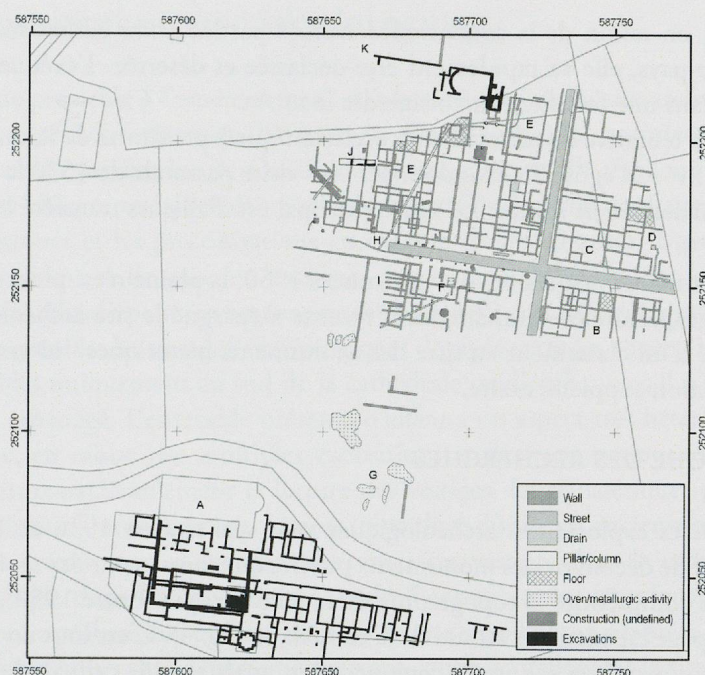 587550 587600 587650 587700 587750
K
L
E
252200 252200
J
E
C
D
H
252150 252150
I
F
B
252100 252100
G
A
Wall
Street
Drain
Pillar/column
Floor
Oven/metallurgic activity
Construction (undefined)
Excavations
252050 252050
587550 587600 587650 587700 587750